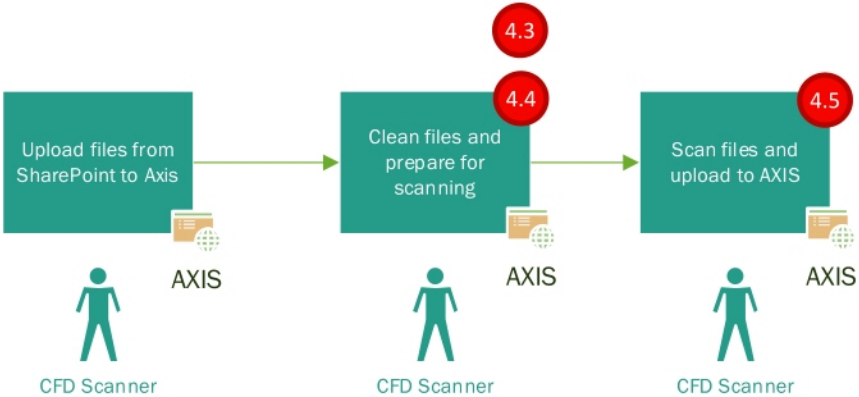 4.3
4.4
4.5
Upload files from
SharePoint to Axis
Clean files and
prepare for
scanning
Scan files and
upload to AXIS
AXIS
AXIS
AXIS
CFD Scanner
CFD Scanner
CFD Scanner